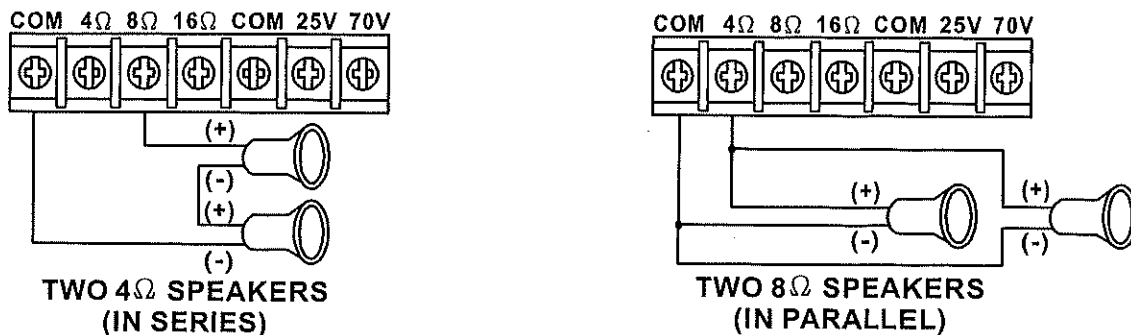 COM 4Ω 8Ω 16Ω COM 25V 70V
(+)
(-)
(+)
(-)
TWO 4Ω SPEAKERS
(IN SERIES)
COM 4Ω 8Ω 16Ω COM 25V 70V
(+)
(-)
(+)
(-)
TWO 8Ω SPEAKERS
(IN PARALLEL)